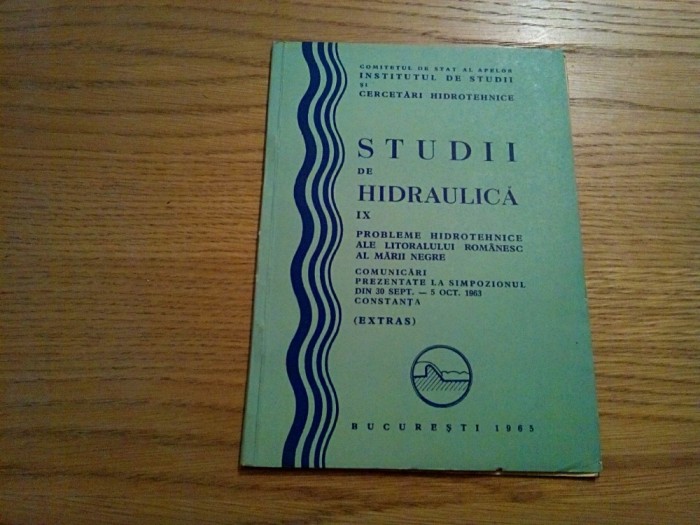 COMITETUL DE STAT AL APELOR
INSTITUTUL DE STUDII
ȘI
CERCETĂRI HIDROTEHNICE
STUDII
DE
HIDRAULICĂ
IX
PROBLEME HIDROTEHNICE
ALE LITORALULUI ROMÂNESC
AL MĂRII NEGRE
COMUNICĂRI
PREZENTATE LA SIMPOZIONUL
DIN 30 SEPT. — 5 OCT. 1963
CONSTANȚA
(EXTRAS)
BUCUREȘTI 1965